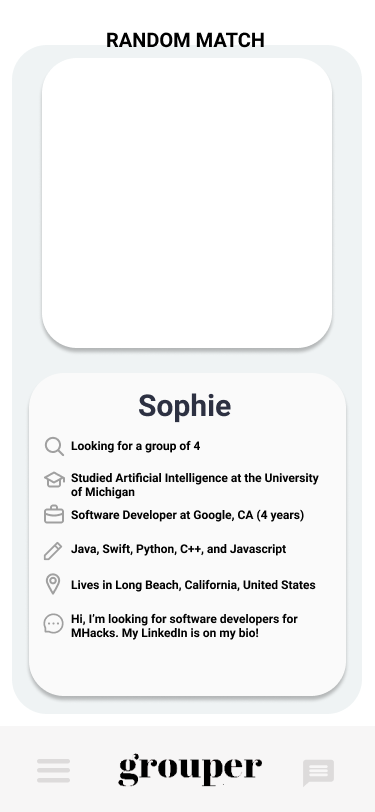 RANDOM MATCH
Sophie
Looking for a group of 4
Studied Artificial Intelligence at the University
of Michigan
Software Developer at Google, CA (4 years)
Java, Swift, Python, C++, and Javascript
Lives in Long Beach, California, United States
Hi, I’m looking for software developers for
MHacks. My LinkedIn is on my bio!
grouper